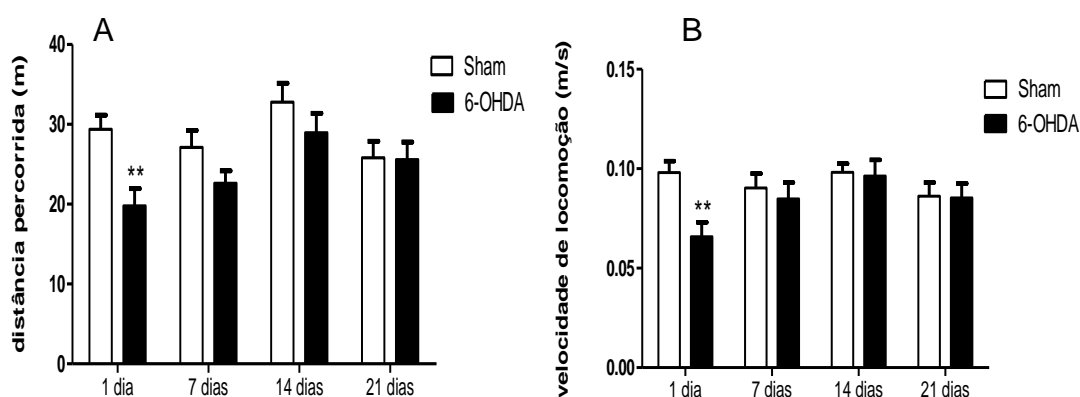 A
distância percorrida (m)
40
30
20
10
0
**
Sham
6-OHDA
1 dia
7 dias
14 dias
21 dias
B
velocidade de locomoção (m/s)
0.15
0.10
0.05
0.00
**
Sham
6-OHDA
1 dia
7 dias
14 dias
21 dias